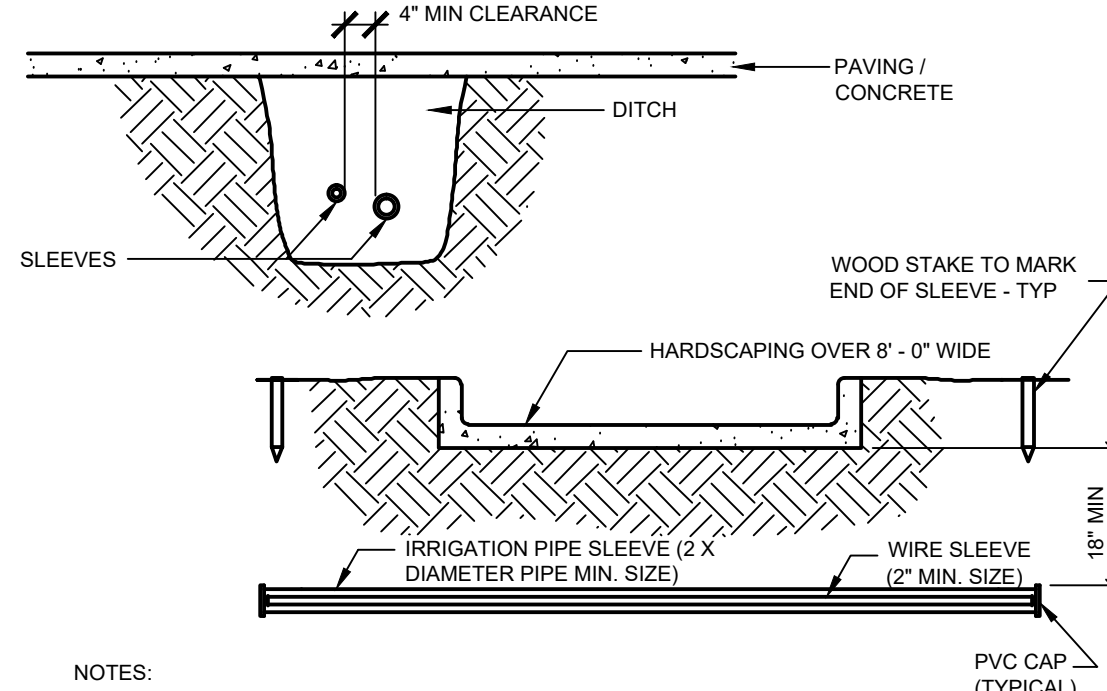 4" MIN CLEARANCE
PAVING /
CONCRETE
DITCH
SLEEVES
WOOD STAKE TO MARK
END OF SLEEVE - TYP
HARDSCAPING OVER 8' - 0" WIDE
18" MIN
IRRIGATION PIPE SLEEVE (2 X
DIAMETER PIPE MIN. SIZE)
WIRE SLEEVE
(2" MIN. SIZE)
NOTES:
PVC CAP
(TYPICAL)